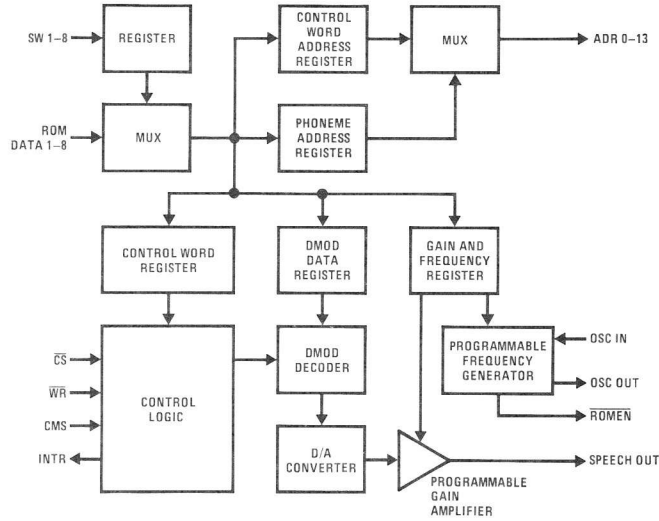 SW 1–8
REGISTER
CONTROL
WORD
ADDRESS
REGISTER
MUX
ADR 0–13
ROM
DATA 1–8
MUX
PHONEME
ADDRESS
REGISTER
CONTROL WORD
REGISTER
DMOD
DATA
REGISTER
GAIN AND
FREQUENCY
REGISTER
CS
WR
CMS
INTR
CONTROL
LOGIC
DMOD
DECODER
PROGRAMMABLE
FREQUENCY
GENERATOR
OSC IN
OSC OUT
ROMEN
D/A
CONVERTER
SPEECH OUT
PROGRAMMABLE
GAIN
AMPLIFIER